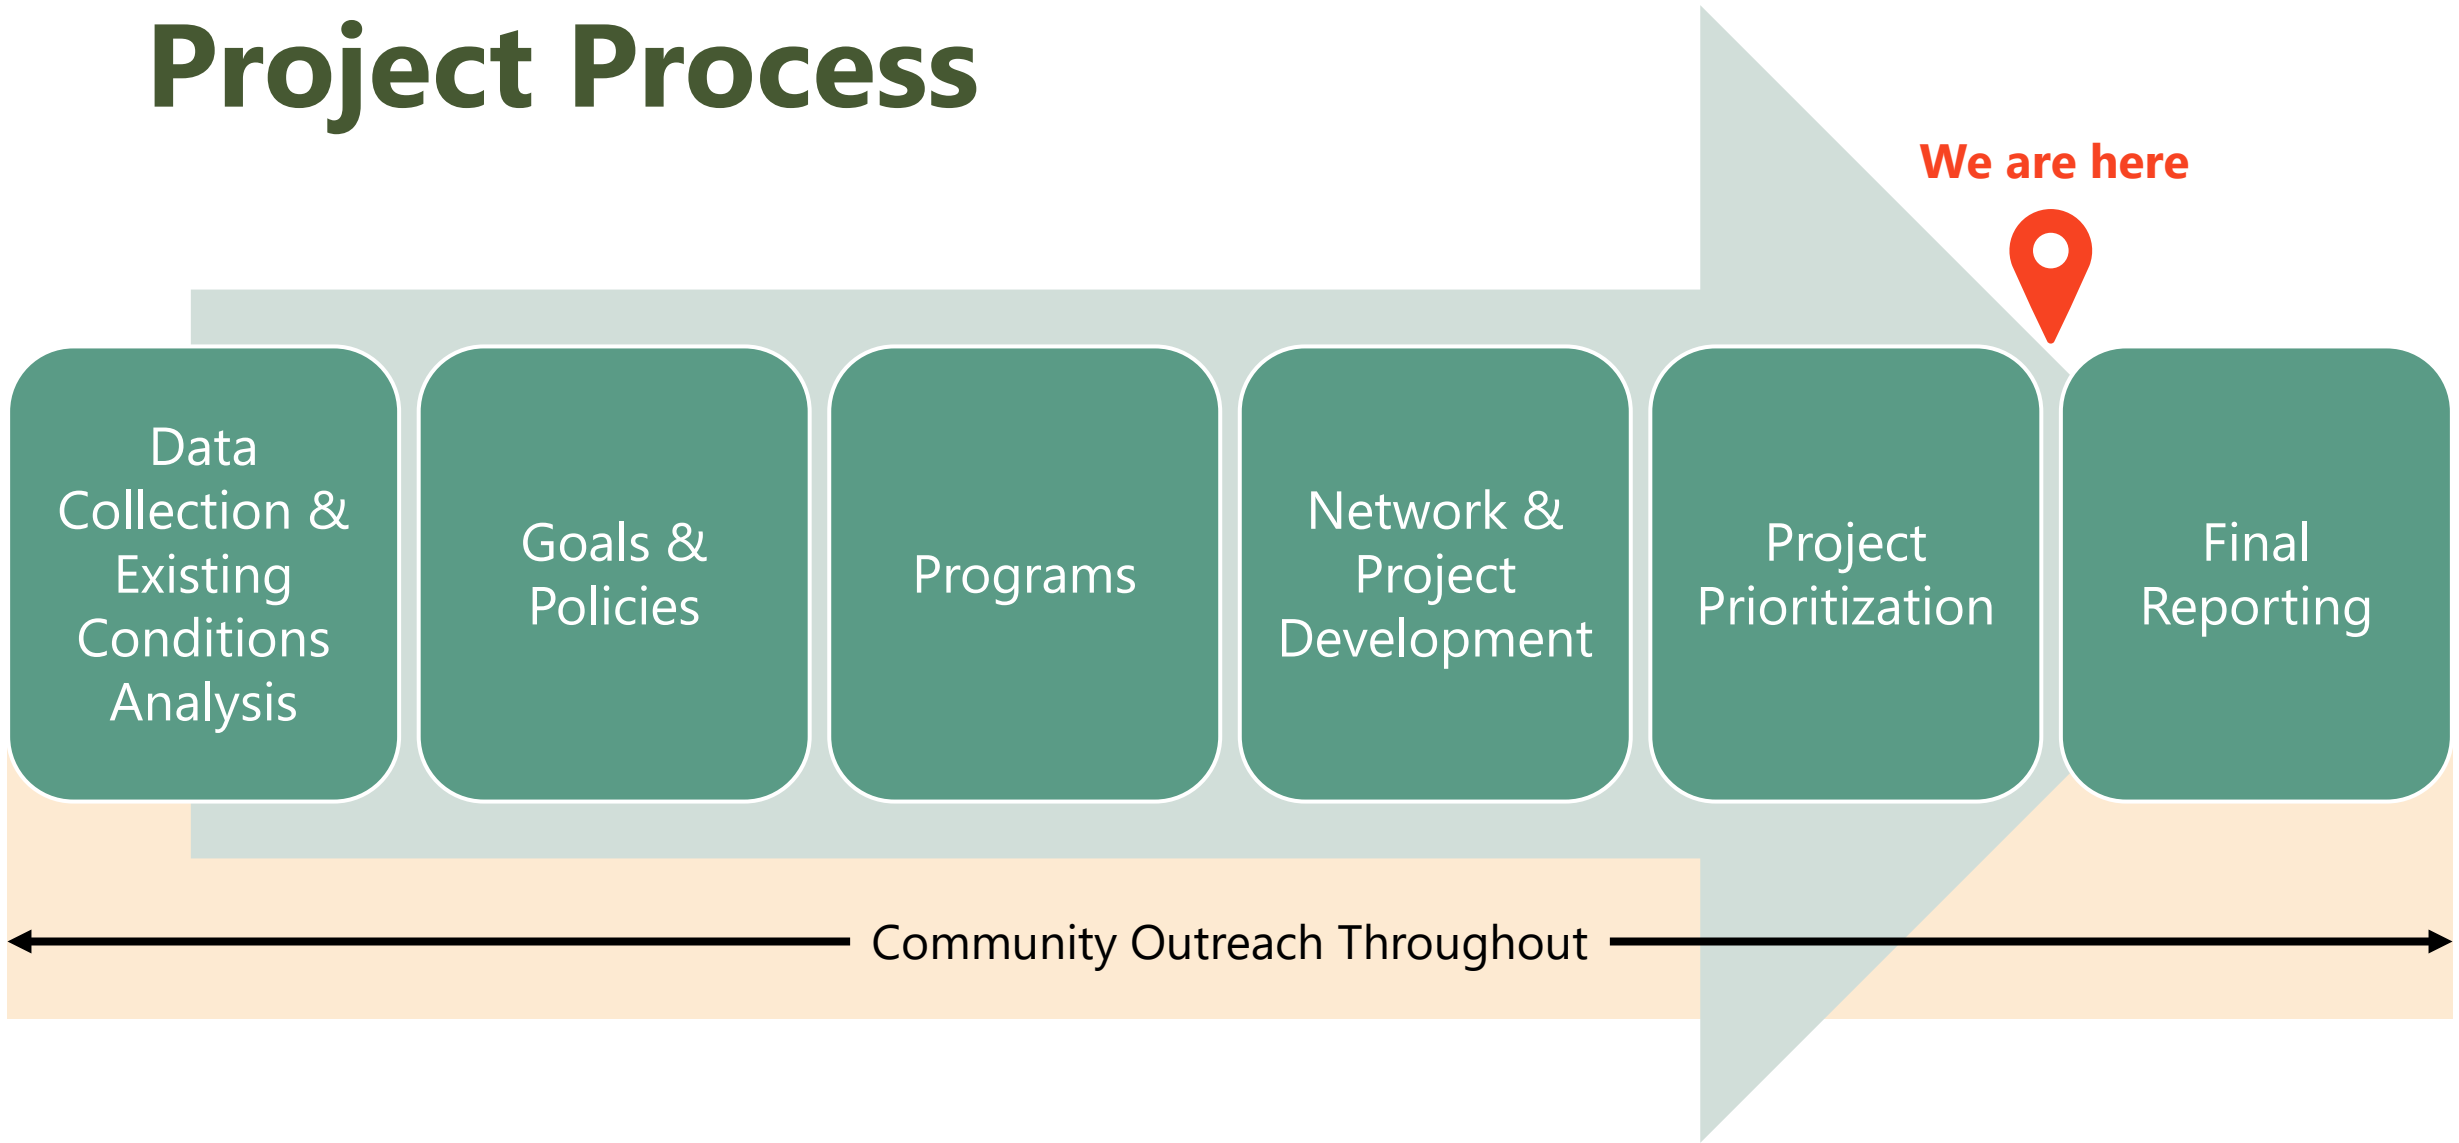 Project Process
We are here
Data
Collection &
Existing
Conditions
Analysis
Goals &
Policies
Programs
Network &
Project
Development
Project
Prioritization
Final
Reporting
Community Outreach Throughout